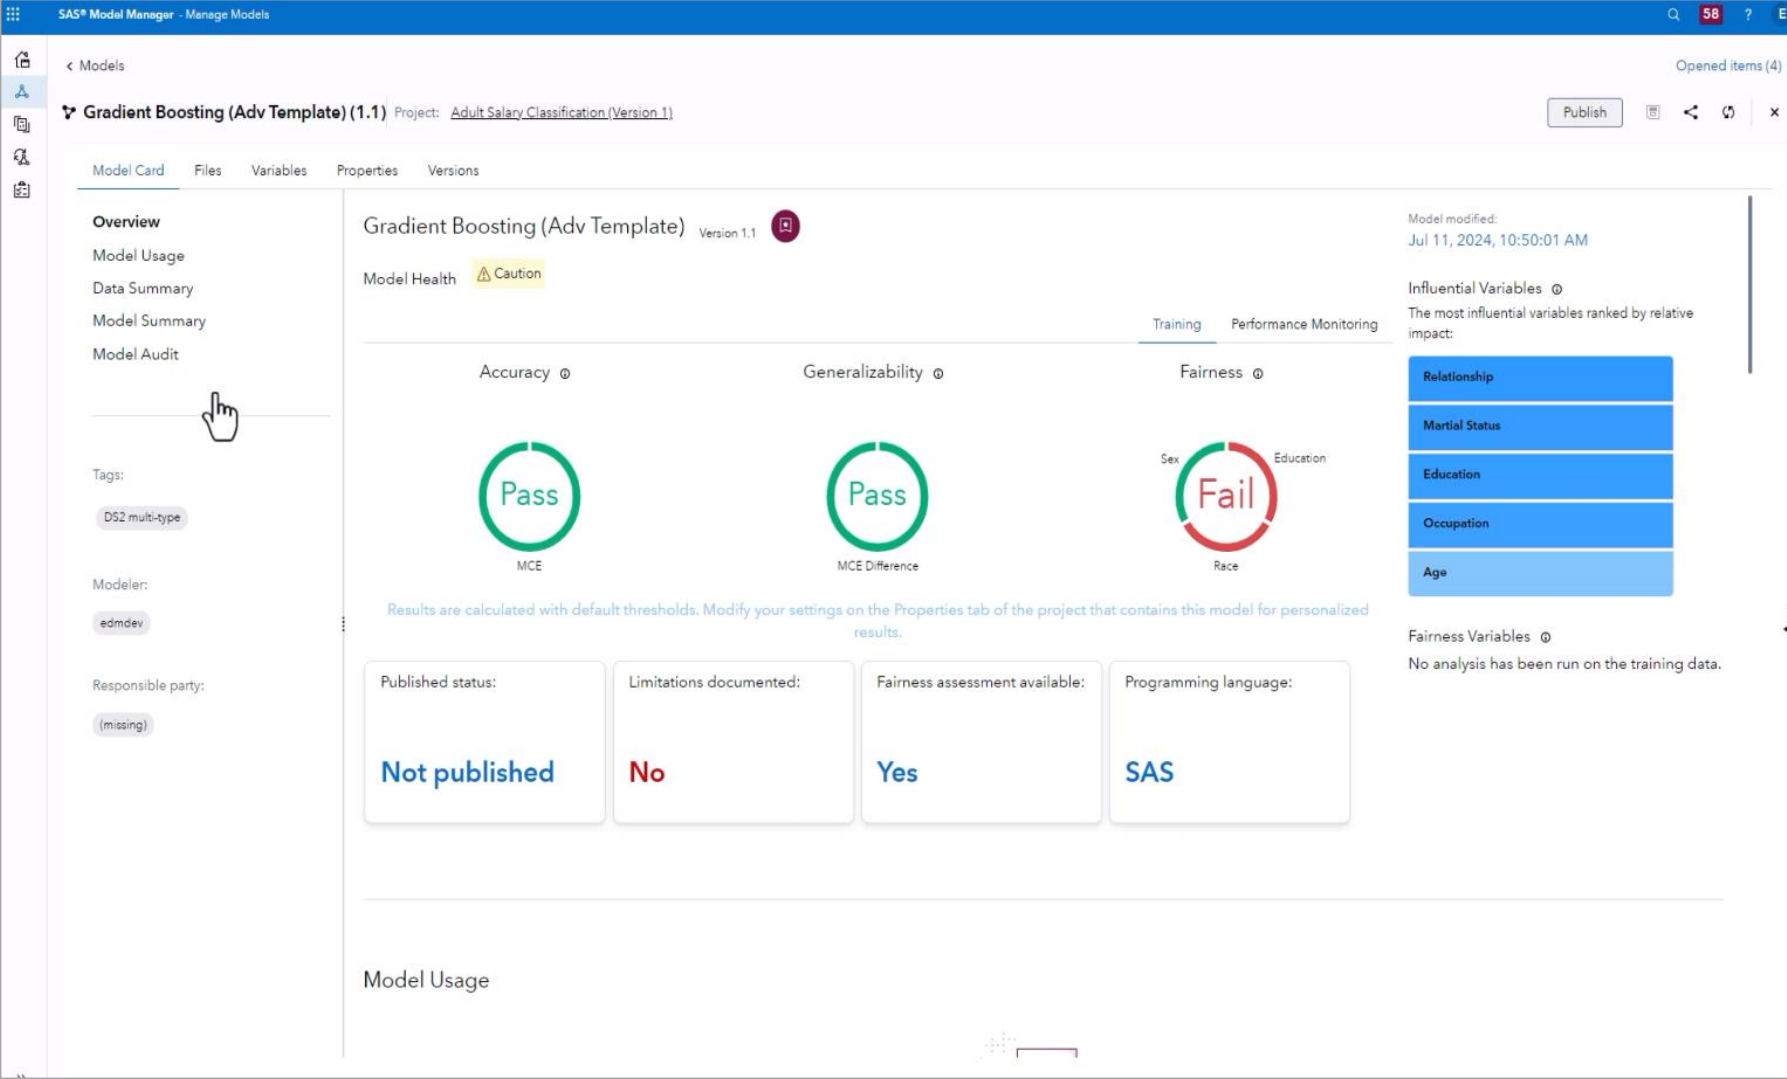 SAS® Model Manager - Manage Models
58
?
E
Models
Opened items (4)
Gradient Boosting (Adv Template) (1.1) Project: Adult Salary Classification (Version 1)
Publish
Model Card Files Variables Properties Versions
Overview
Model Usage
Data Summary
Model Summary
Model Audit
Tags:
DS2 multi-type
Modeler:
edmdev
Responsible party:
(missing)
Gradient Boosting (Adv Template) Version 1.1
Model Health Caution
Training Performance Monitoring
Accuracy
Pass
MCE
Generalizability
Pass
MCE Difference
Fairness
Sex
Education
Fail
Race
Results are calculated with default thresholds. Modify your settings on the Properties tab of the project that contains this model for personalized
results.
Published status:
Not published
Limitations documented:
No
Fairness assessment available:
Yes
Programming language:
SAS
Model Usage
Model modified:
Jul 11, 2024, 10:50:01 AM
Influential Variables
The most influential variables ranked by relative
impact:
Relationship
Martial Status
Education
Occupation
Age
Fairness Variables
No analysis has been run on the training data.